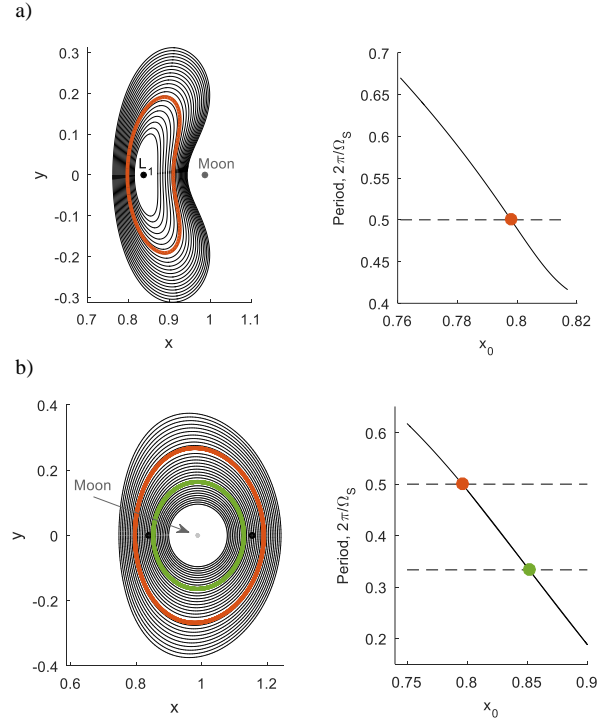 a)
0.3
0.2
0.1
0
-0.1
-0.2
-0.3
y
L1
Moon
0.7 0.8 0.9 1 1.1
x
0.7
0.65
0.6
0.55
0.5
0.45
0.4
Period, 2π/ΩS
0.76 0.78 0.8 0.82
x0
b)
0.4
0.2
0
-0.2
-0.4
y
Moon
0.6 0.8 1 1.2
x
0.6
0.5
0.4
0.3
0.2
Period, 2π/ΩS
0.75 0.8 0.85 0.9
x0